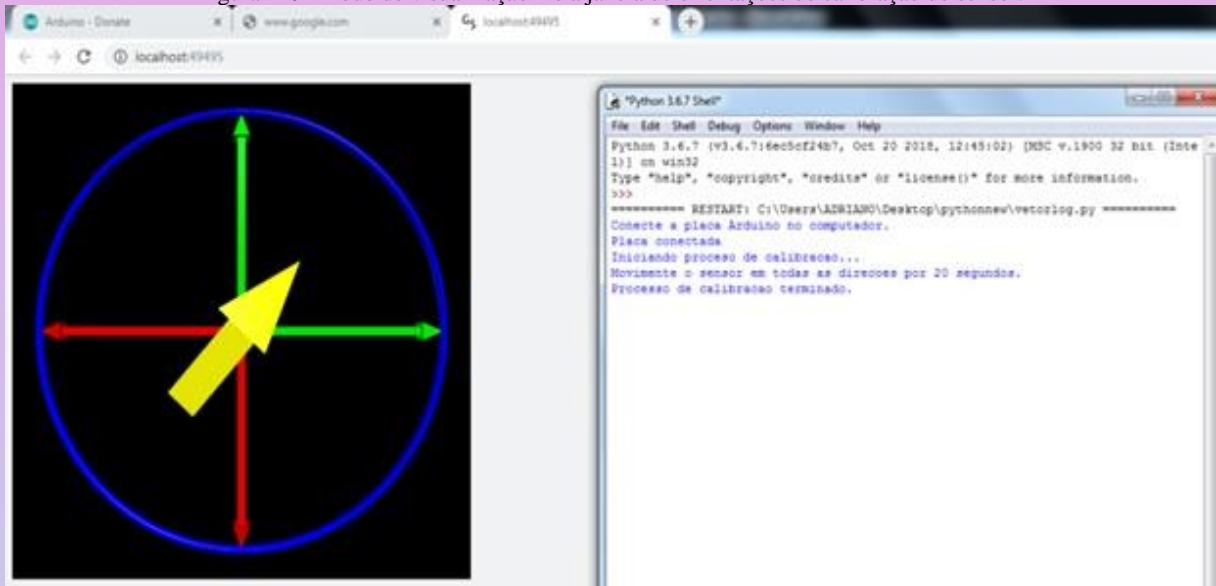 Arduino - Donate
www.google.com
localhost:49495
localhost:49495
*Python 3.6.7 Shell*
File Edit Shell Debug Options Window Help
Python 3.6.7 (v3.6.7:6ec5cf24b7, Oct 20 2018, 12:45:02) [MSC v.1900 32 bit (Inte
l)] on win32
Type "help", "copyright", "credits" or "license()" for more information.
>>>
========== RESTART: C:\Users\ADRIANO\Desktop\pythonnew\vetorlog.py ==========
Conecte a placa Arduino no computador.
Placa conectada
Iniciando proceso de calibracao...
Movimente o sensor em todas as direcoes por 20 segundos.
Processo de calibracao terminado.